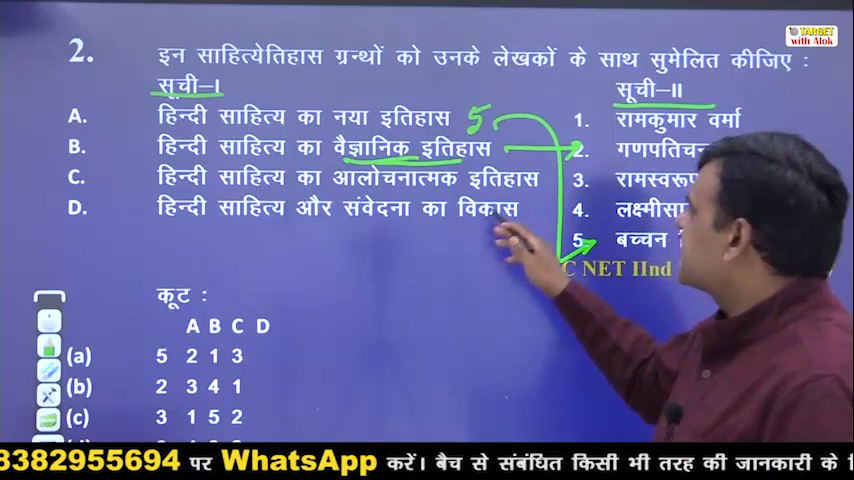 TARGET
with Alok
2. इन साहित्येतिहास ग्रन्थों को उनके लेखकों के साथ सुमेलित कीजिए :
सूची–I सूची–II
A. हिन्दी साहित्य का नया इतिहास 5 1. रामकुमार वर्मा
B. हिन्दी साहित्य का वैज्ञानिक इतिहास 2.
C. हिन्दी साहित्य का आलोचनात्मक इतिहास 3.
D. हिन्दी साहित्य और संवेदना का विकास 4.
5. बच्चन
NET IInd
कूट :
A B C D
(a) 5 2 1 3
(b) 2 3 4 1
(c) 3 1 5 2
8382955694 पर WhatsApp करें। बैच से संबंधित किसी भी तरह की जानकारी के